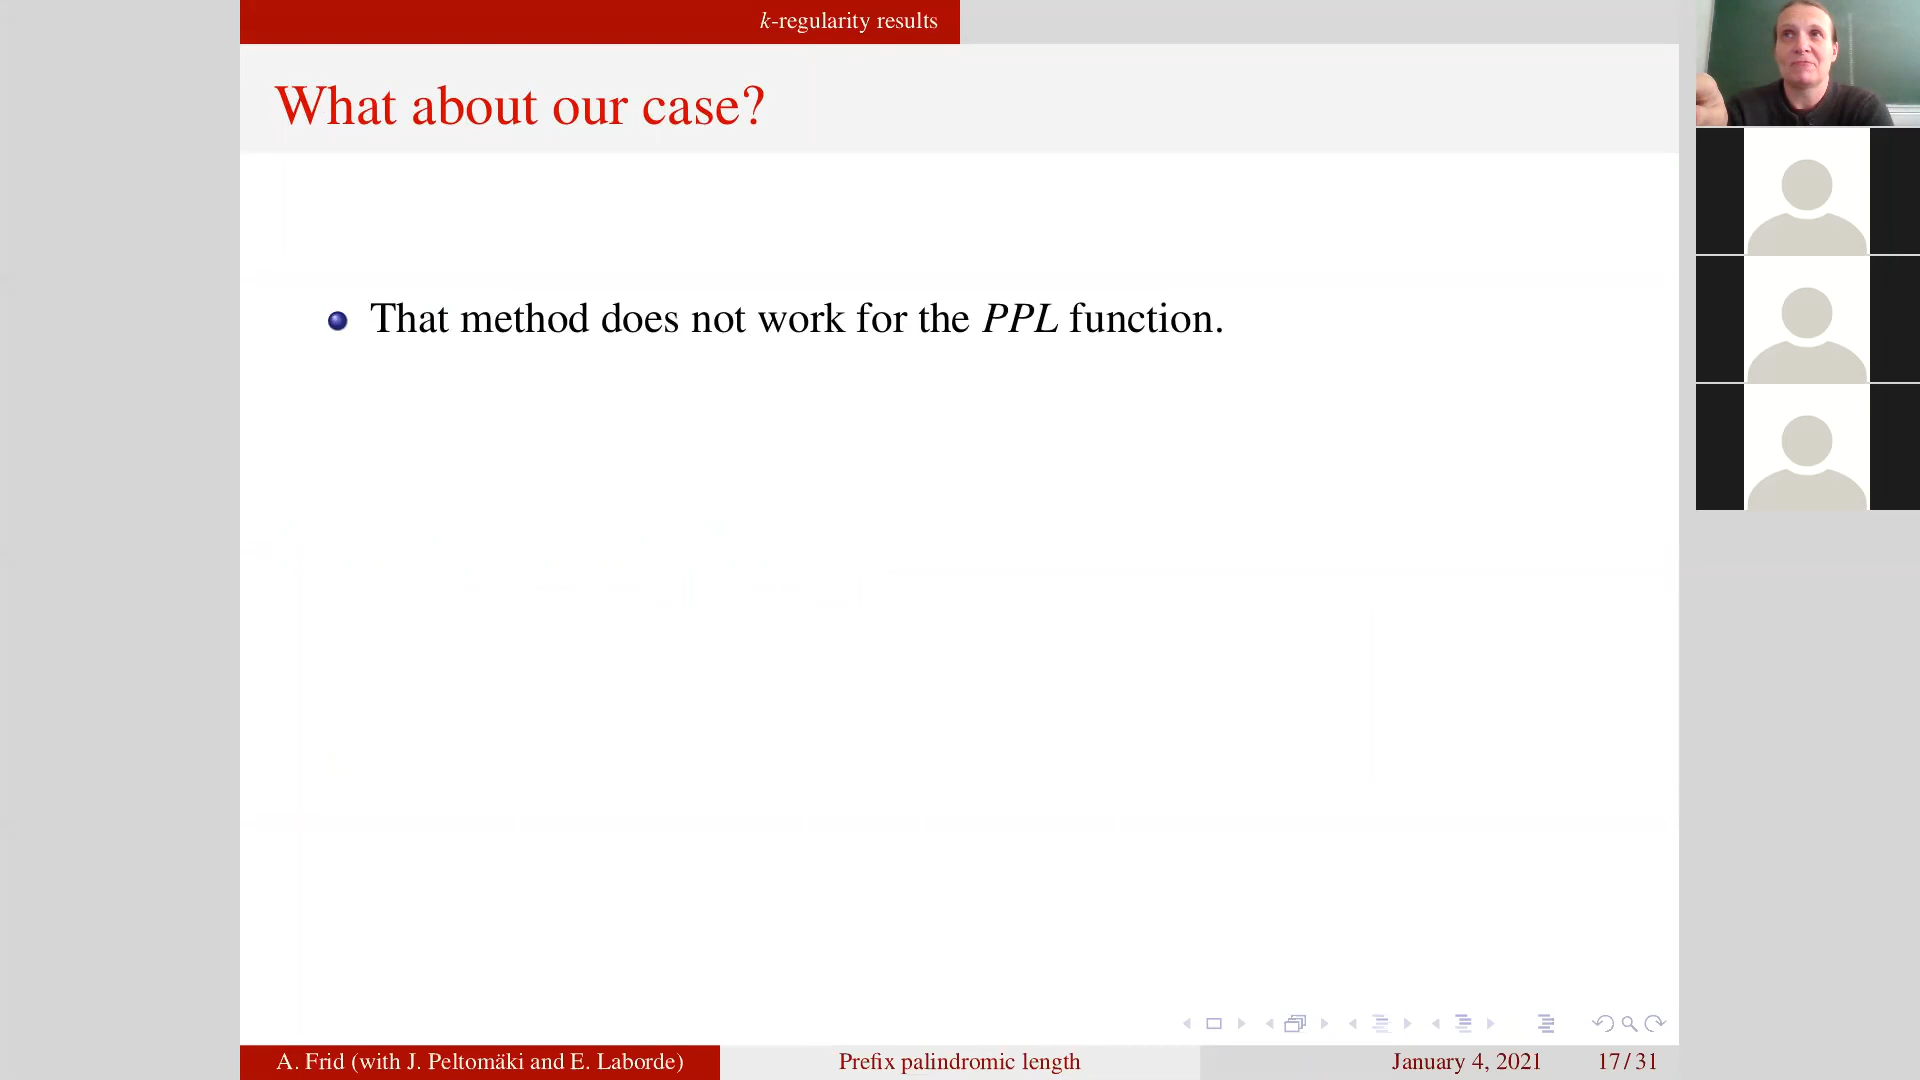 k-regularity results
What about our case?
That method does not work for the PPL function.
A. Frid (with J. Peltomäki and E. Laborde)
Prefix palindromic length
January 4, 2021
17 / 31